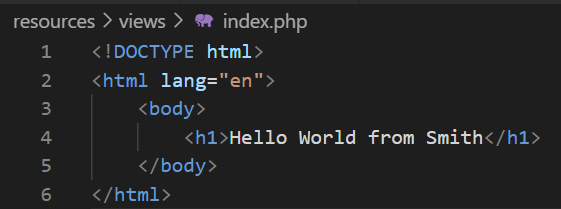 resources > views > index.php
1 <!DOCTYPE html>
2 <html lang="en">
3     <body>
4         <h1>Hello World from Smith</h1>
5     </body>
6 </html>